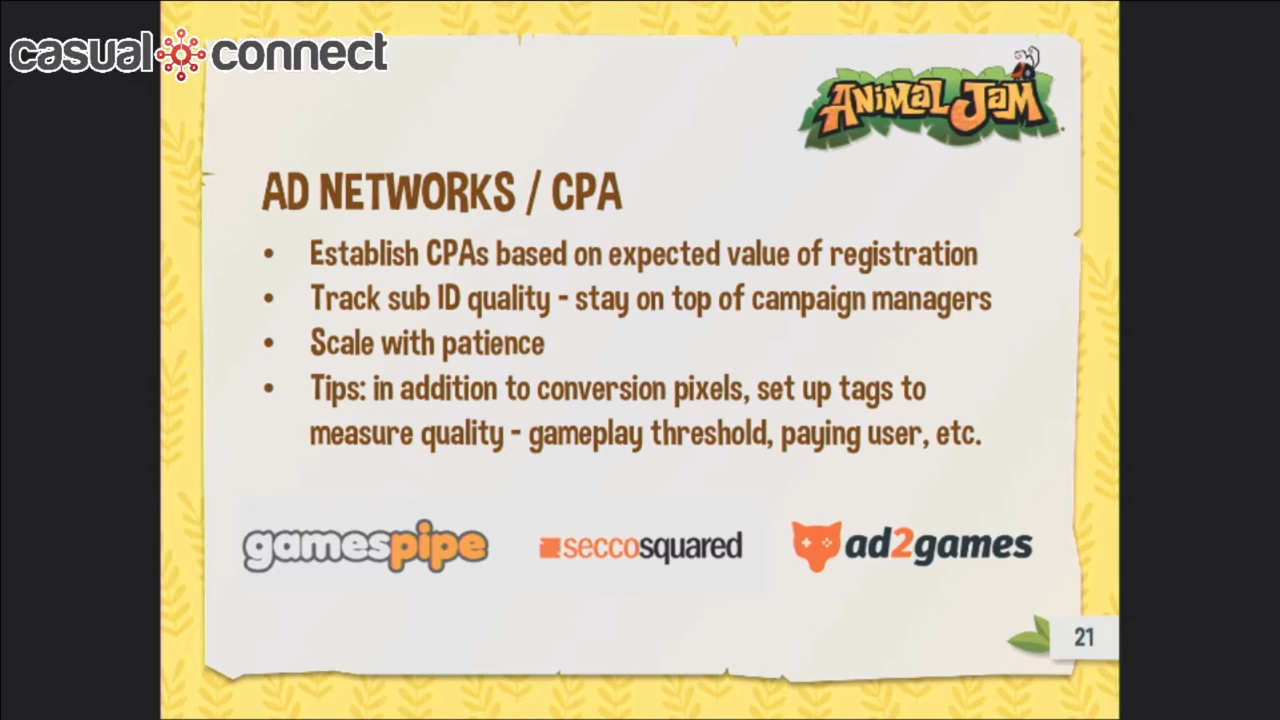 casual connect
ANIMAL JAM
AD NETWORKS / CPA
• Establish CPAs based on expected value of registration
• Track sub ID quality - stay on top of campaign managers
• Scale with patience
• Tips: in addition to conversion pixels, set up tags to
measure quality - gameplay threshold, paying user, etc.
gamespipe
seccosquared
ad2games
21